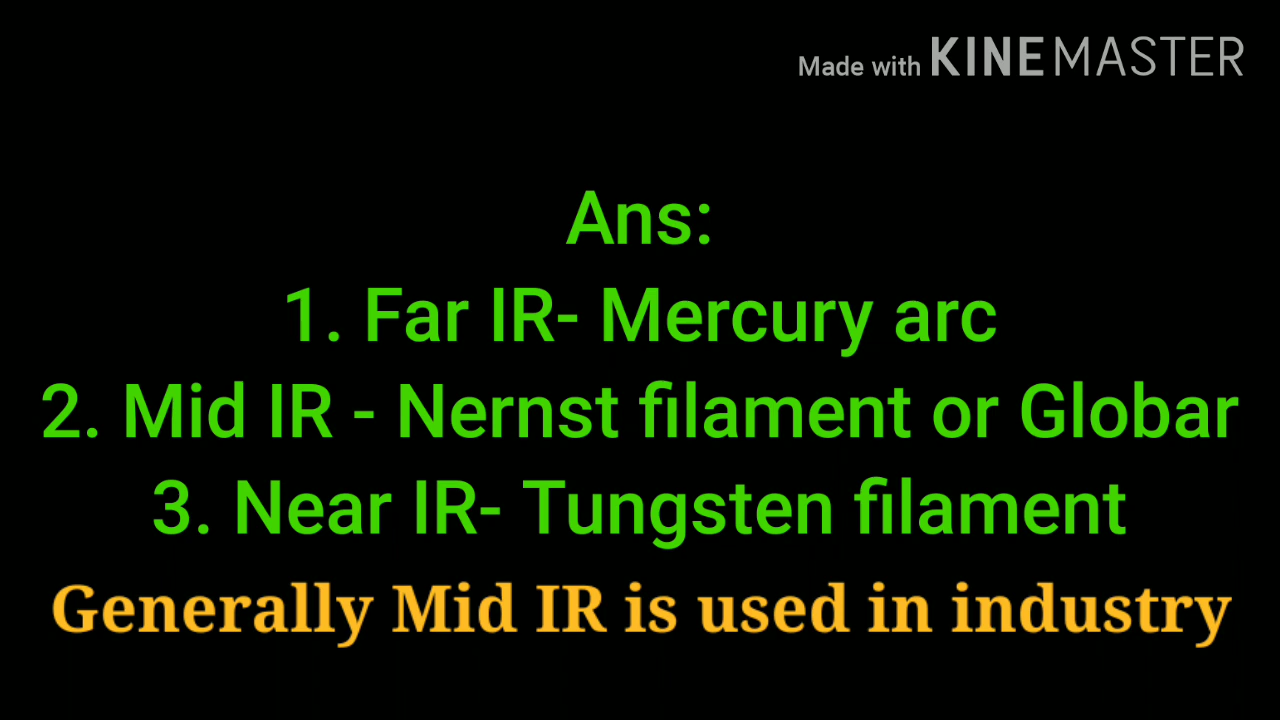 Made with KINEMASTER
Ans:
1. Far IR- Mercury arc
2. Mid IR - Nernst filament or Globar
3. Near IR- Tungsten filament
Generally Mid IR is used in industry